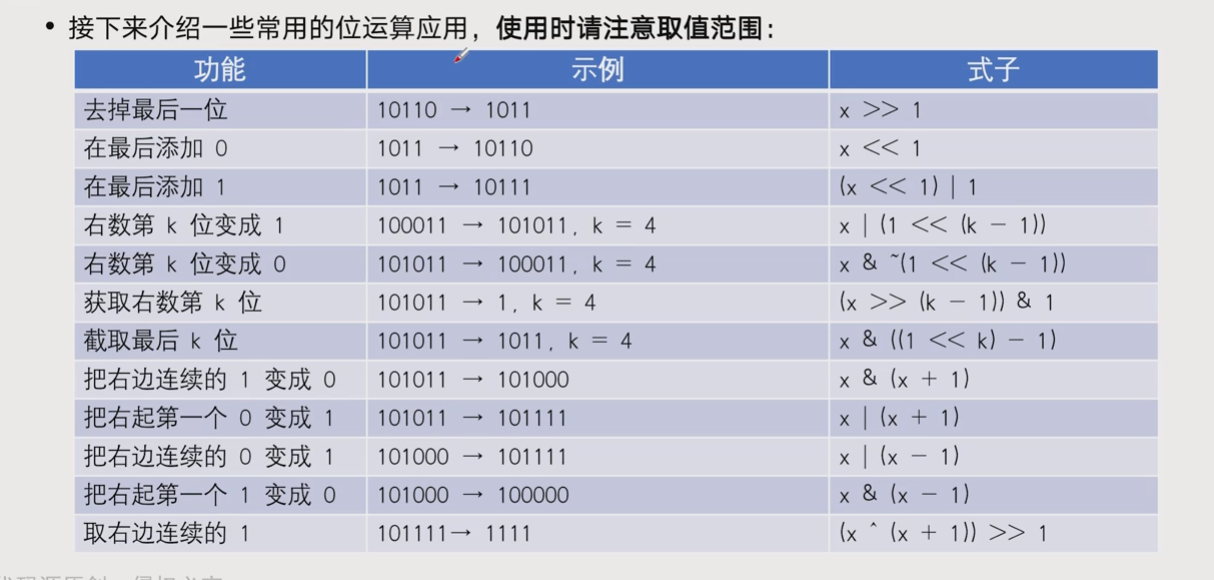 • 接下来介绍一些常用的位运算应用，使用时请注意取值范围：
功能 示例 式子
去掉最后一位 10110 → 1011 x >> 1
在最后添加 0 1011 → 10110 x << 1
在最后添加 1 1011 → 10111 (x << 1) | 1
右数第 k 位变成 1 100011 → 101011, k = 4 x | (1 << (k − 1))
右数第 k 位变成 0 101011 → 100011, k = 4 x & ~(1 << (k − 1))
获取右数第 k 位 101011 → 1, k = 4 (x >> (k − 1)) & 1
截取最后 k 位 101011 → 1011, k = 4 x & ((1 << k) − 1)
把右边连续的 1 变成 0 101011 → 101000 x & (x + 1)
把右起第一个 0 变成 1 101011 → 101111 x | (x + 1)
把右边连续的 0 变成 1 101000 → 101111 x | (x − 1)
把右起第一个 1 变成 0 101000 → 100000 x & (x − 1)
取右边连续的 1 101111→ 1111 (x ^ (x + 1)) >> 1